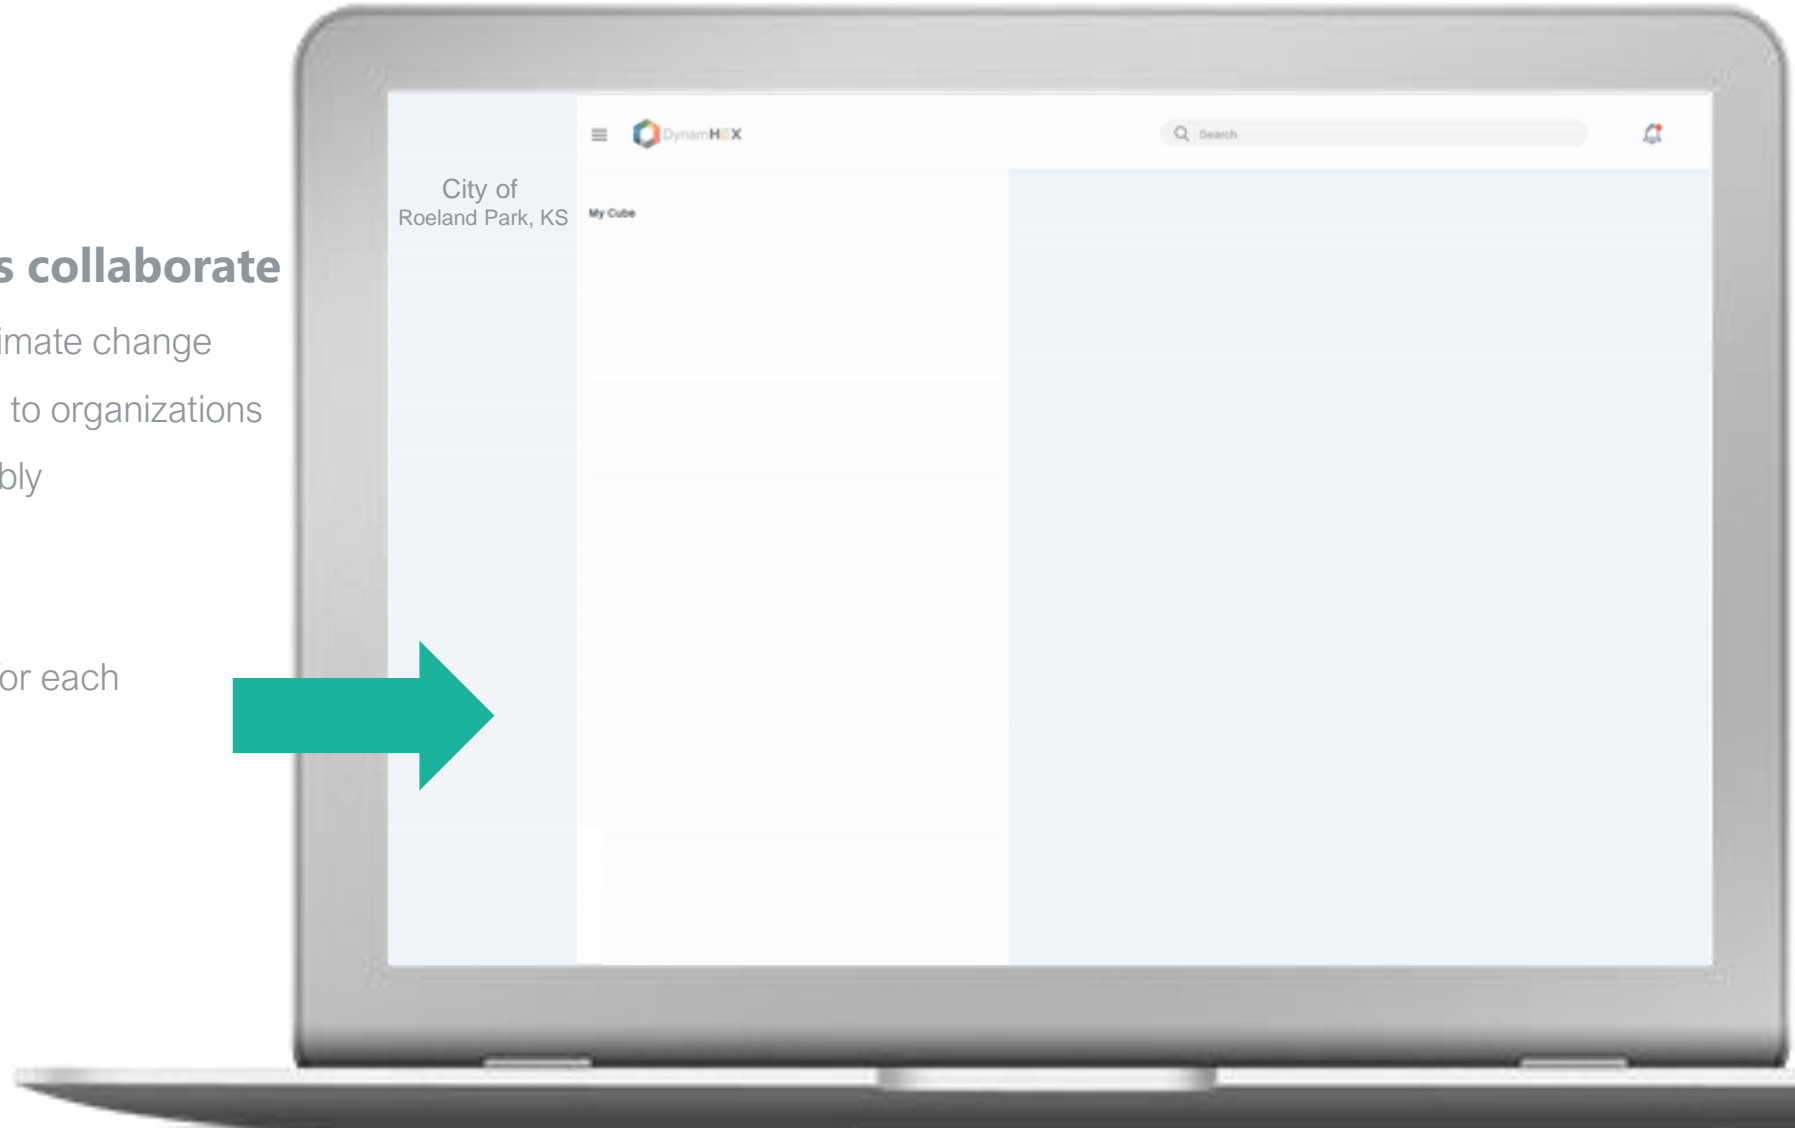 s collaborate
imate change
to organizations
bly
or each
City of
Roeland Park, KS
DynamHEX
Search
My Cube